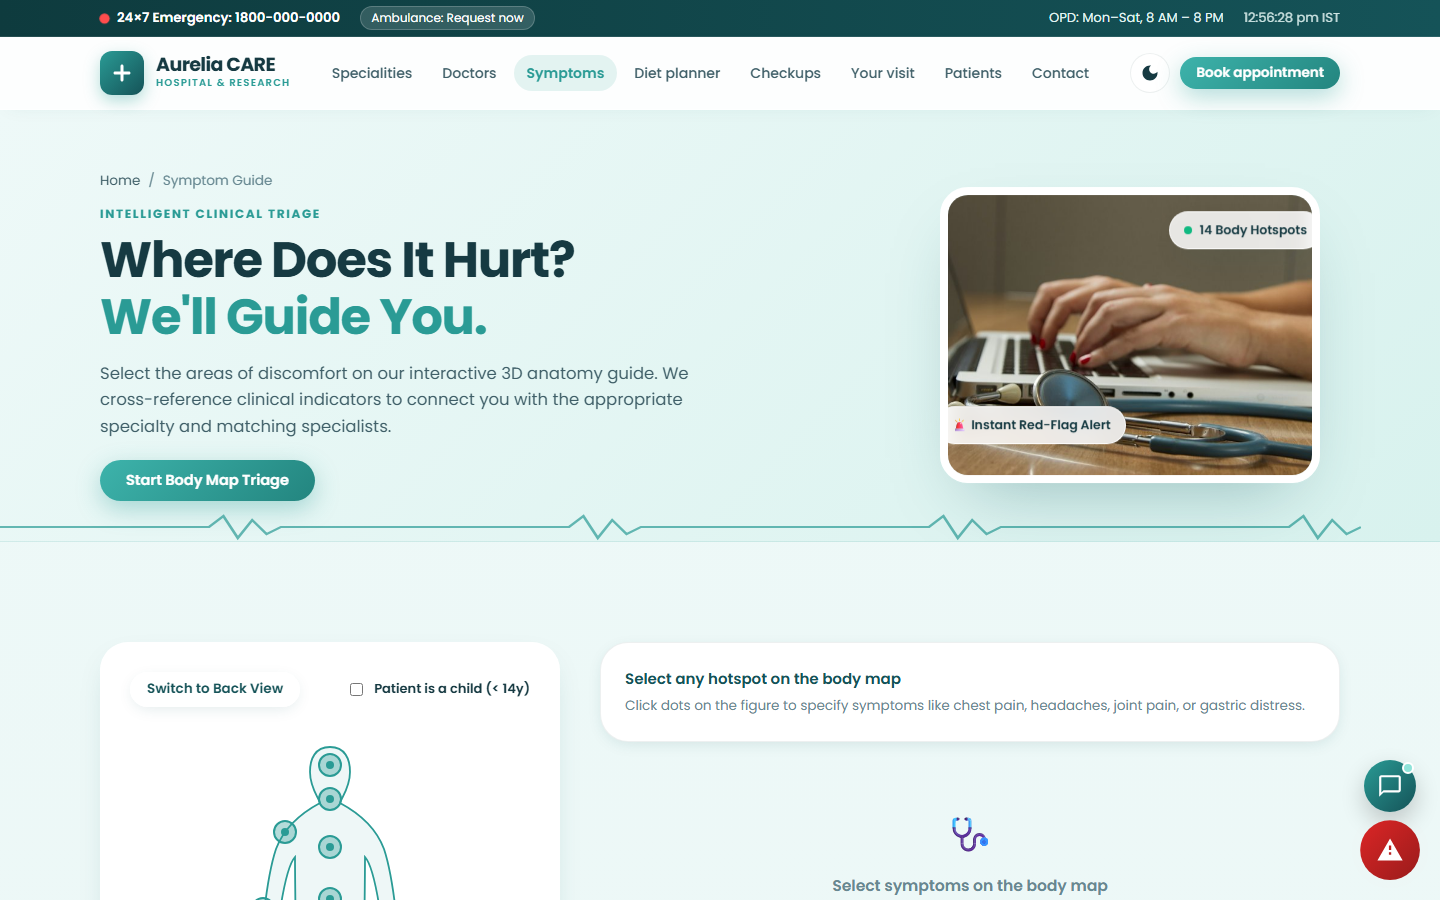 24×7 Emergency: 1800-000-0000
Ambulance: Request now
OPD: Mon–Sat, 8 AM – 8 PM
12:56:28 pm IST
Aurelia CARE
HOSPITAL & RESEARCH
Specialities
Doctors
Symptoms
Diet planner
Checkups
Your visit
Patients
Contact
Book appointment
Home / Symptom Guide
INTELLIGENT CLINICAL TRIAGE
Where Does It Hurt?
We'll Guide You.
Select the areas of discomfort on our interactive 3D anatomy guide. We
cross-reference clinical indicators to connect you with the appropriate
specialty and matching specialists.
Start Body Map Triage
14 Body Hotspots
Instant Red-Flag Alert
Switch to Back View
Patient is a child (< 14y)
Select any hotspot on the body map
Click dots on the figure to specify symptoms like chest pain, headaches, joint pain, or gastric distress.
Select symptoms on the body map